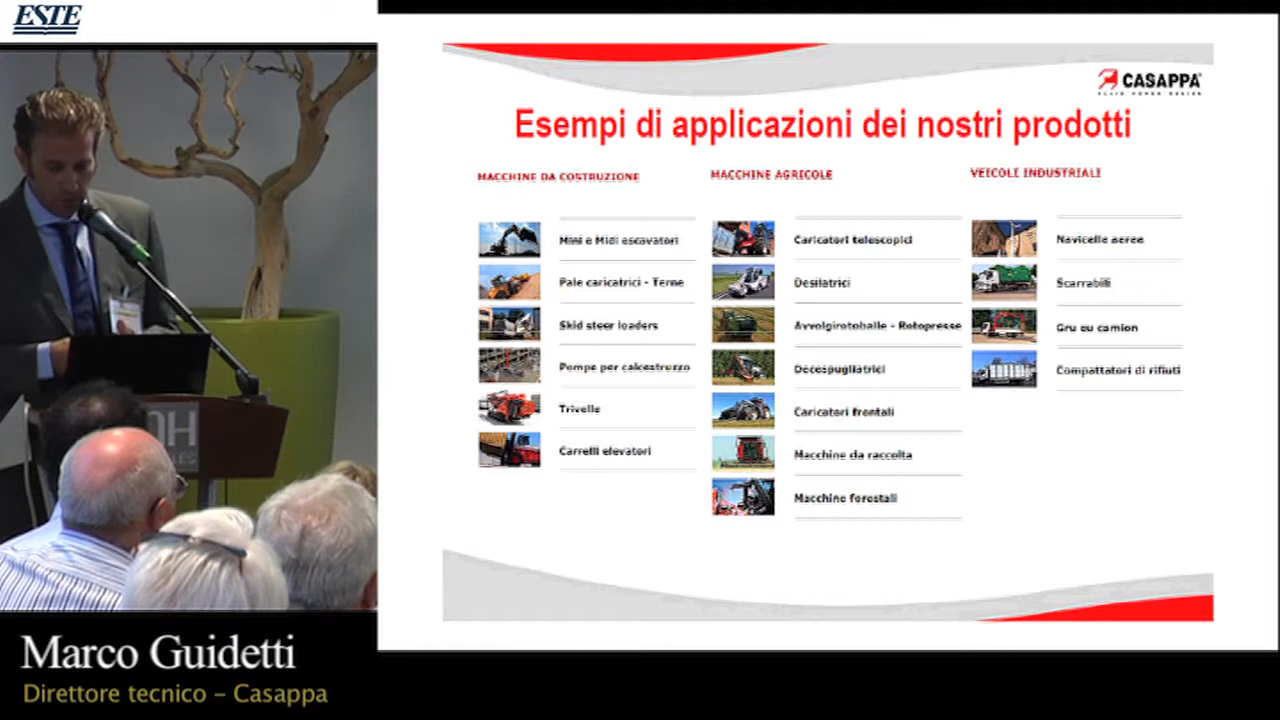 ESTE
CASAPPA
FLUID POWER DESIGN
Esempi di applicazioni dei nostri prodotti
MACCHINE DA COSTRUZIONE
Mini e Midi escavatori
Pale caricatrici - Terne
Skid steer loaders
Pompe per calcestruzzo
Trivelle
Carrelli elevatori
MACCHINE AGRICOLE
Caricatori telescopici
Desilatrici
Avvolgirotoballe - Rotopresse
Decespugliatrici
Caricatori frontali
Macchine da raccolta
Macchine forestali
VEICOLI INDUSTRIALI
Navicelle aeree
Scarrabili
Gru su camion
Compattatori di rifiuti
NH
Marco Guidetti
Direttore tecnico – Casappa